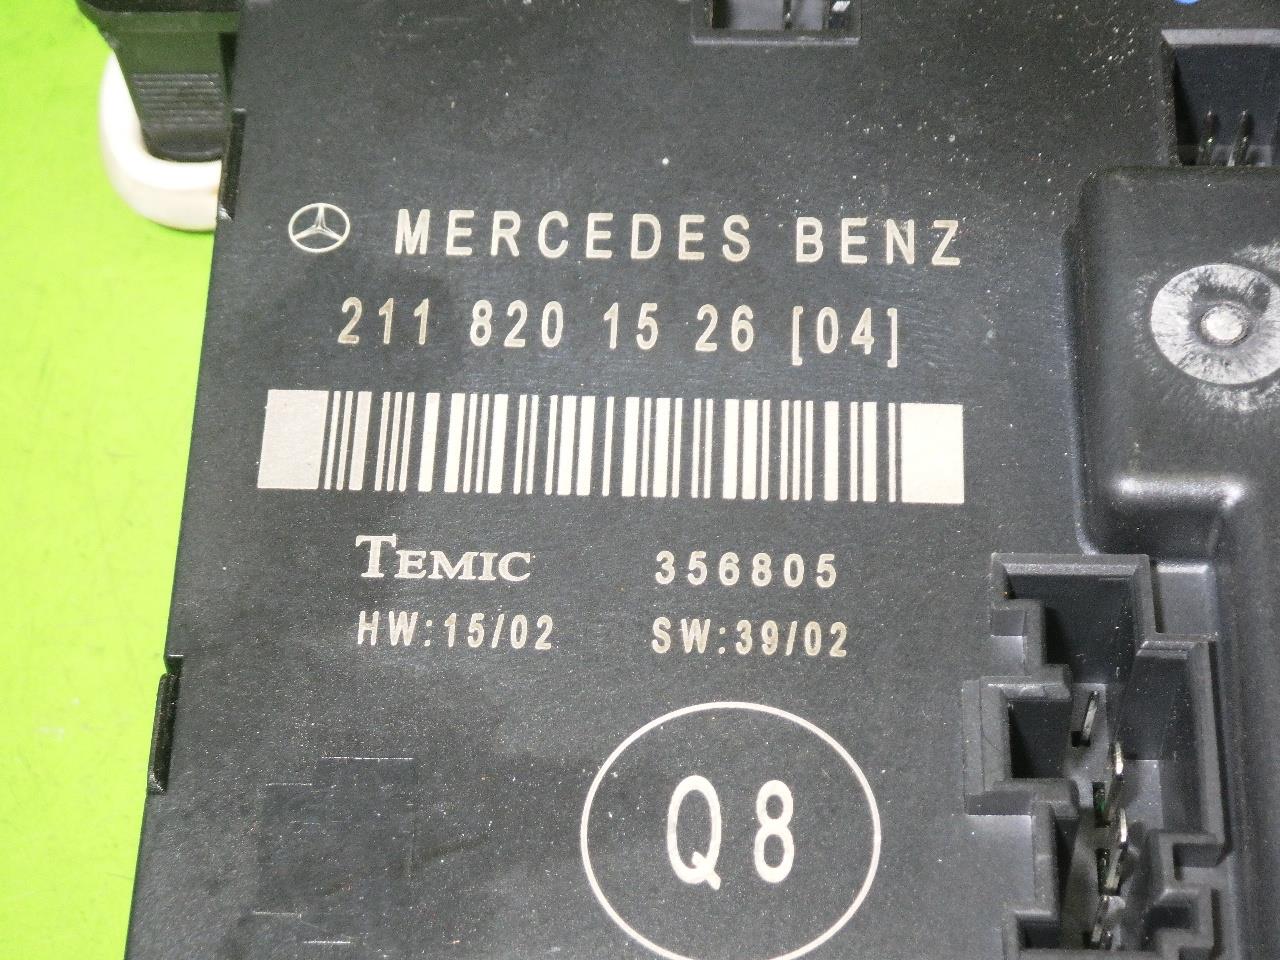 MERCEDES BENZ
211 820 15 26 [04]
TEMIC 356805
HW:15/02 SW:39/02
Q8